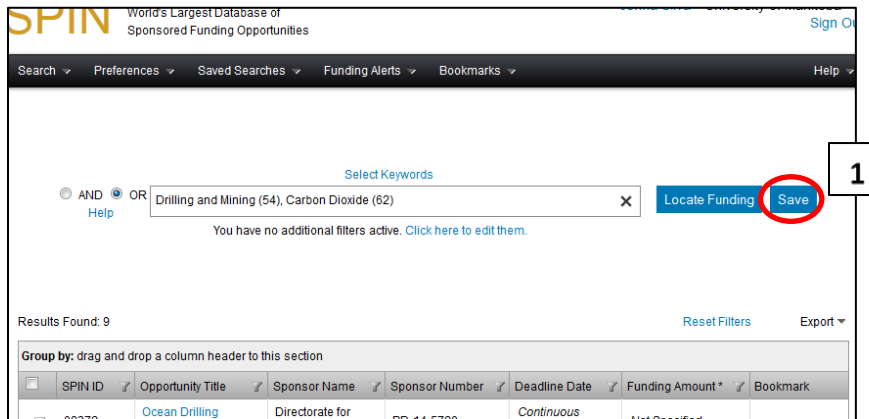 SPIN World's Largest Database of
Sponsored Funding Opportunities
Sign Ou
Search Preferences Saved Searches Funding Alerts Bookmarks Help
Select Keywords
AND OR Drilling and Mining (54), Carbon Dioxide (62) X Locate Funding Save 1
Help
You have no additional filters active. Click here to edit them.
Results Found: 9 Reset Filters Export
Group by: drag and drop a column header to this section
SPIN ID Opportunity Title Sponsor Name Sponsor Number Deadline Date Funding Amount * Bookmark
Ocean Drilling Directorate for Continuous